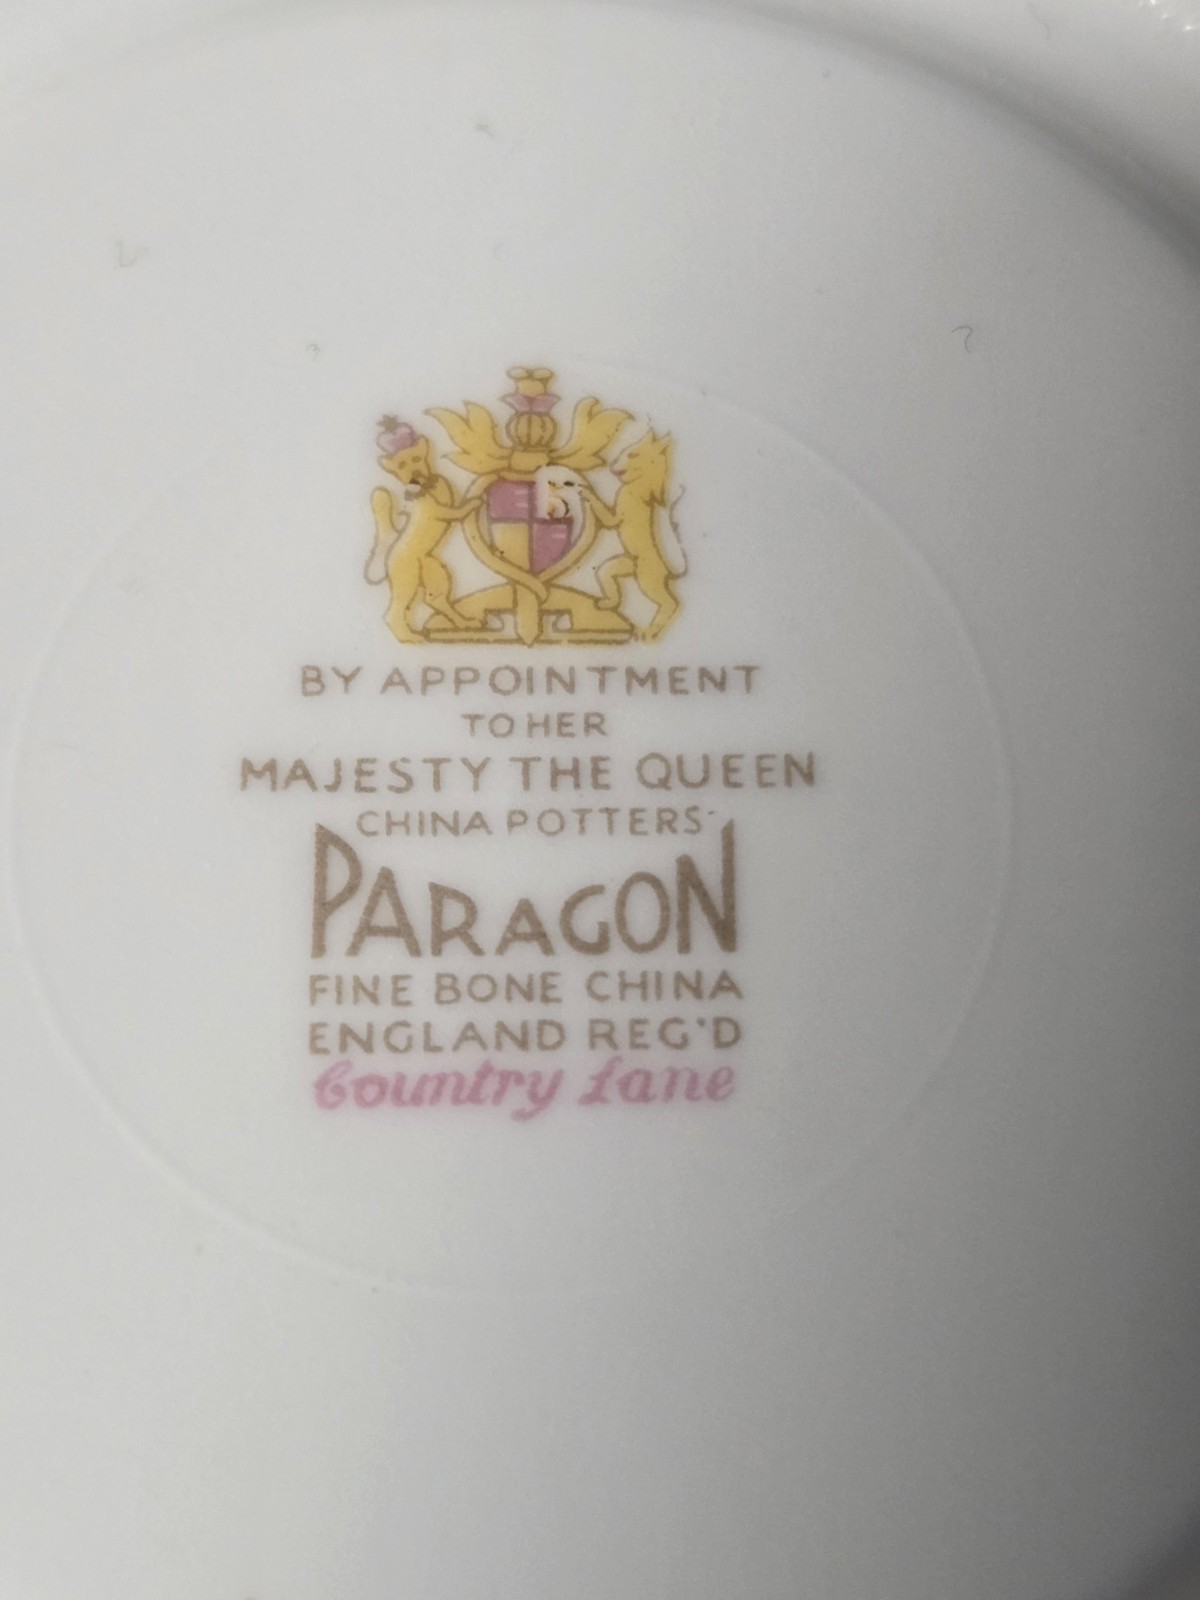 BY APPOINTMENT
TO HER
MAJESTY THE QUEEN
CHINA POTTERS-
PARAGON
FINE BONE CHINA
ENGLAND REG'D
Country Lane